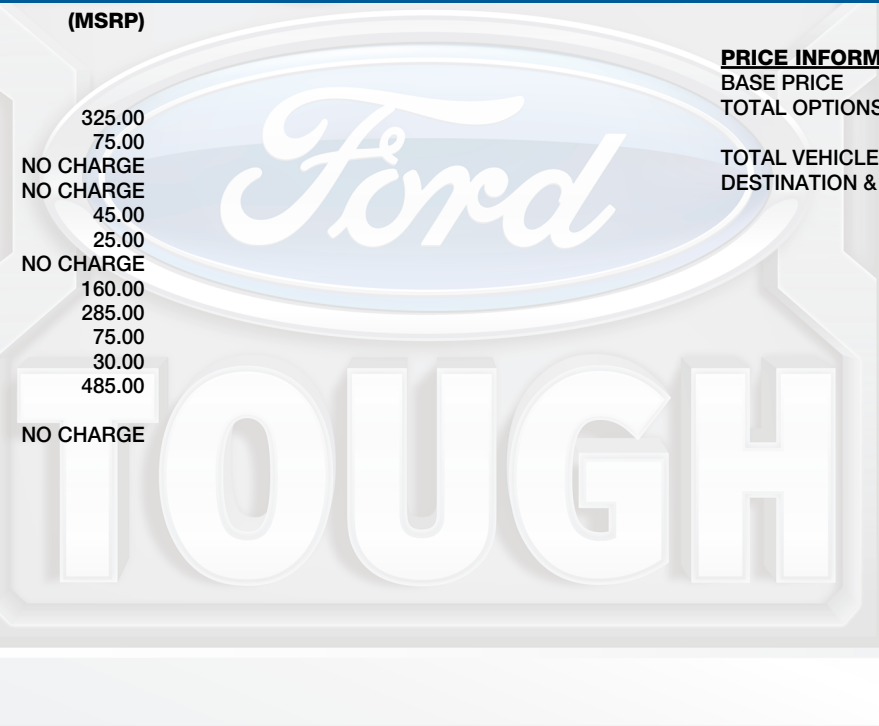 (MSRP)
325.00
75.00
NO CHARGE
NO CHARGE
45.00
25.00
NO CHARGE
160.00
285.00
75.00
30.00
485.00
NO CHARGE
PRICE INFORM
BASE PRICE
TOTAL OPTIONS
TOTAL VEHICLE
DESTINATION &
Ford
TOUGH